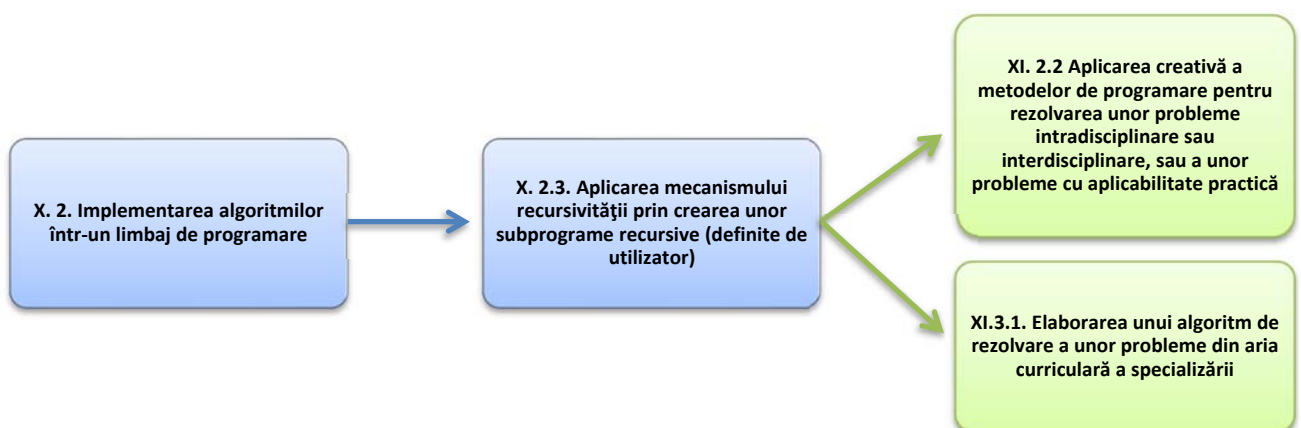 X. 2. Implementarea algoritmilor
într-un limbaj de programare
X. 2.3. Aplicarea mecanismului
recursivităţii prin crearea unor
subprograme recursive (definite de
utilizator)
XI. 2.2 Aplicarea creativă a
metodelor de programare pentru
rezolvarea unor probleme
intradisciplinare sau
interdisciplinare, sau a unor
probleme cu aplicabilitate practică
XI.3.1. Elaborarea unui algoritm de
rezolvare a unor probleme din aria
curriculară a specializării